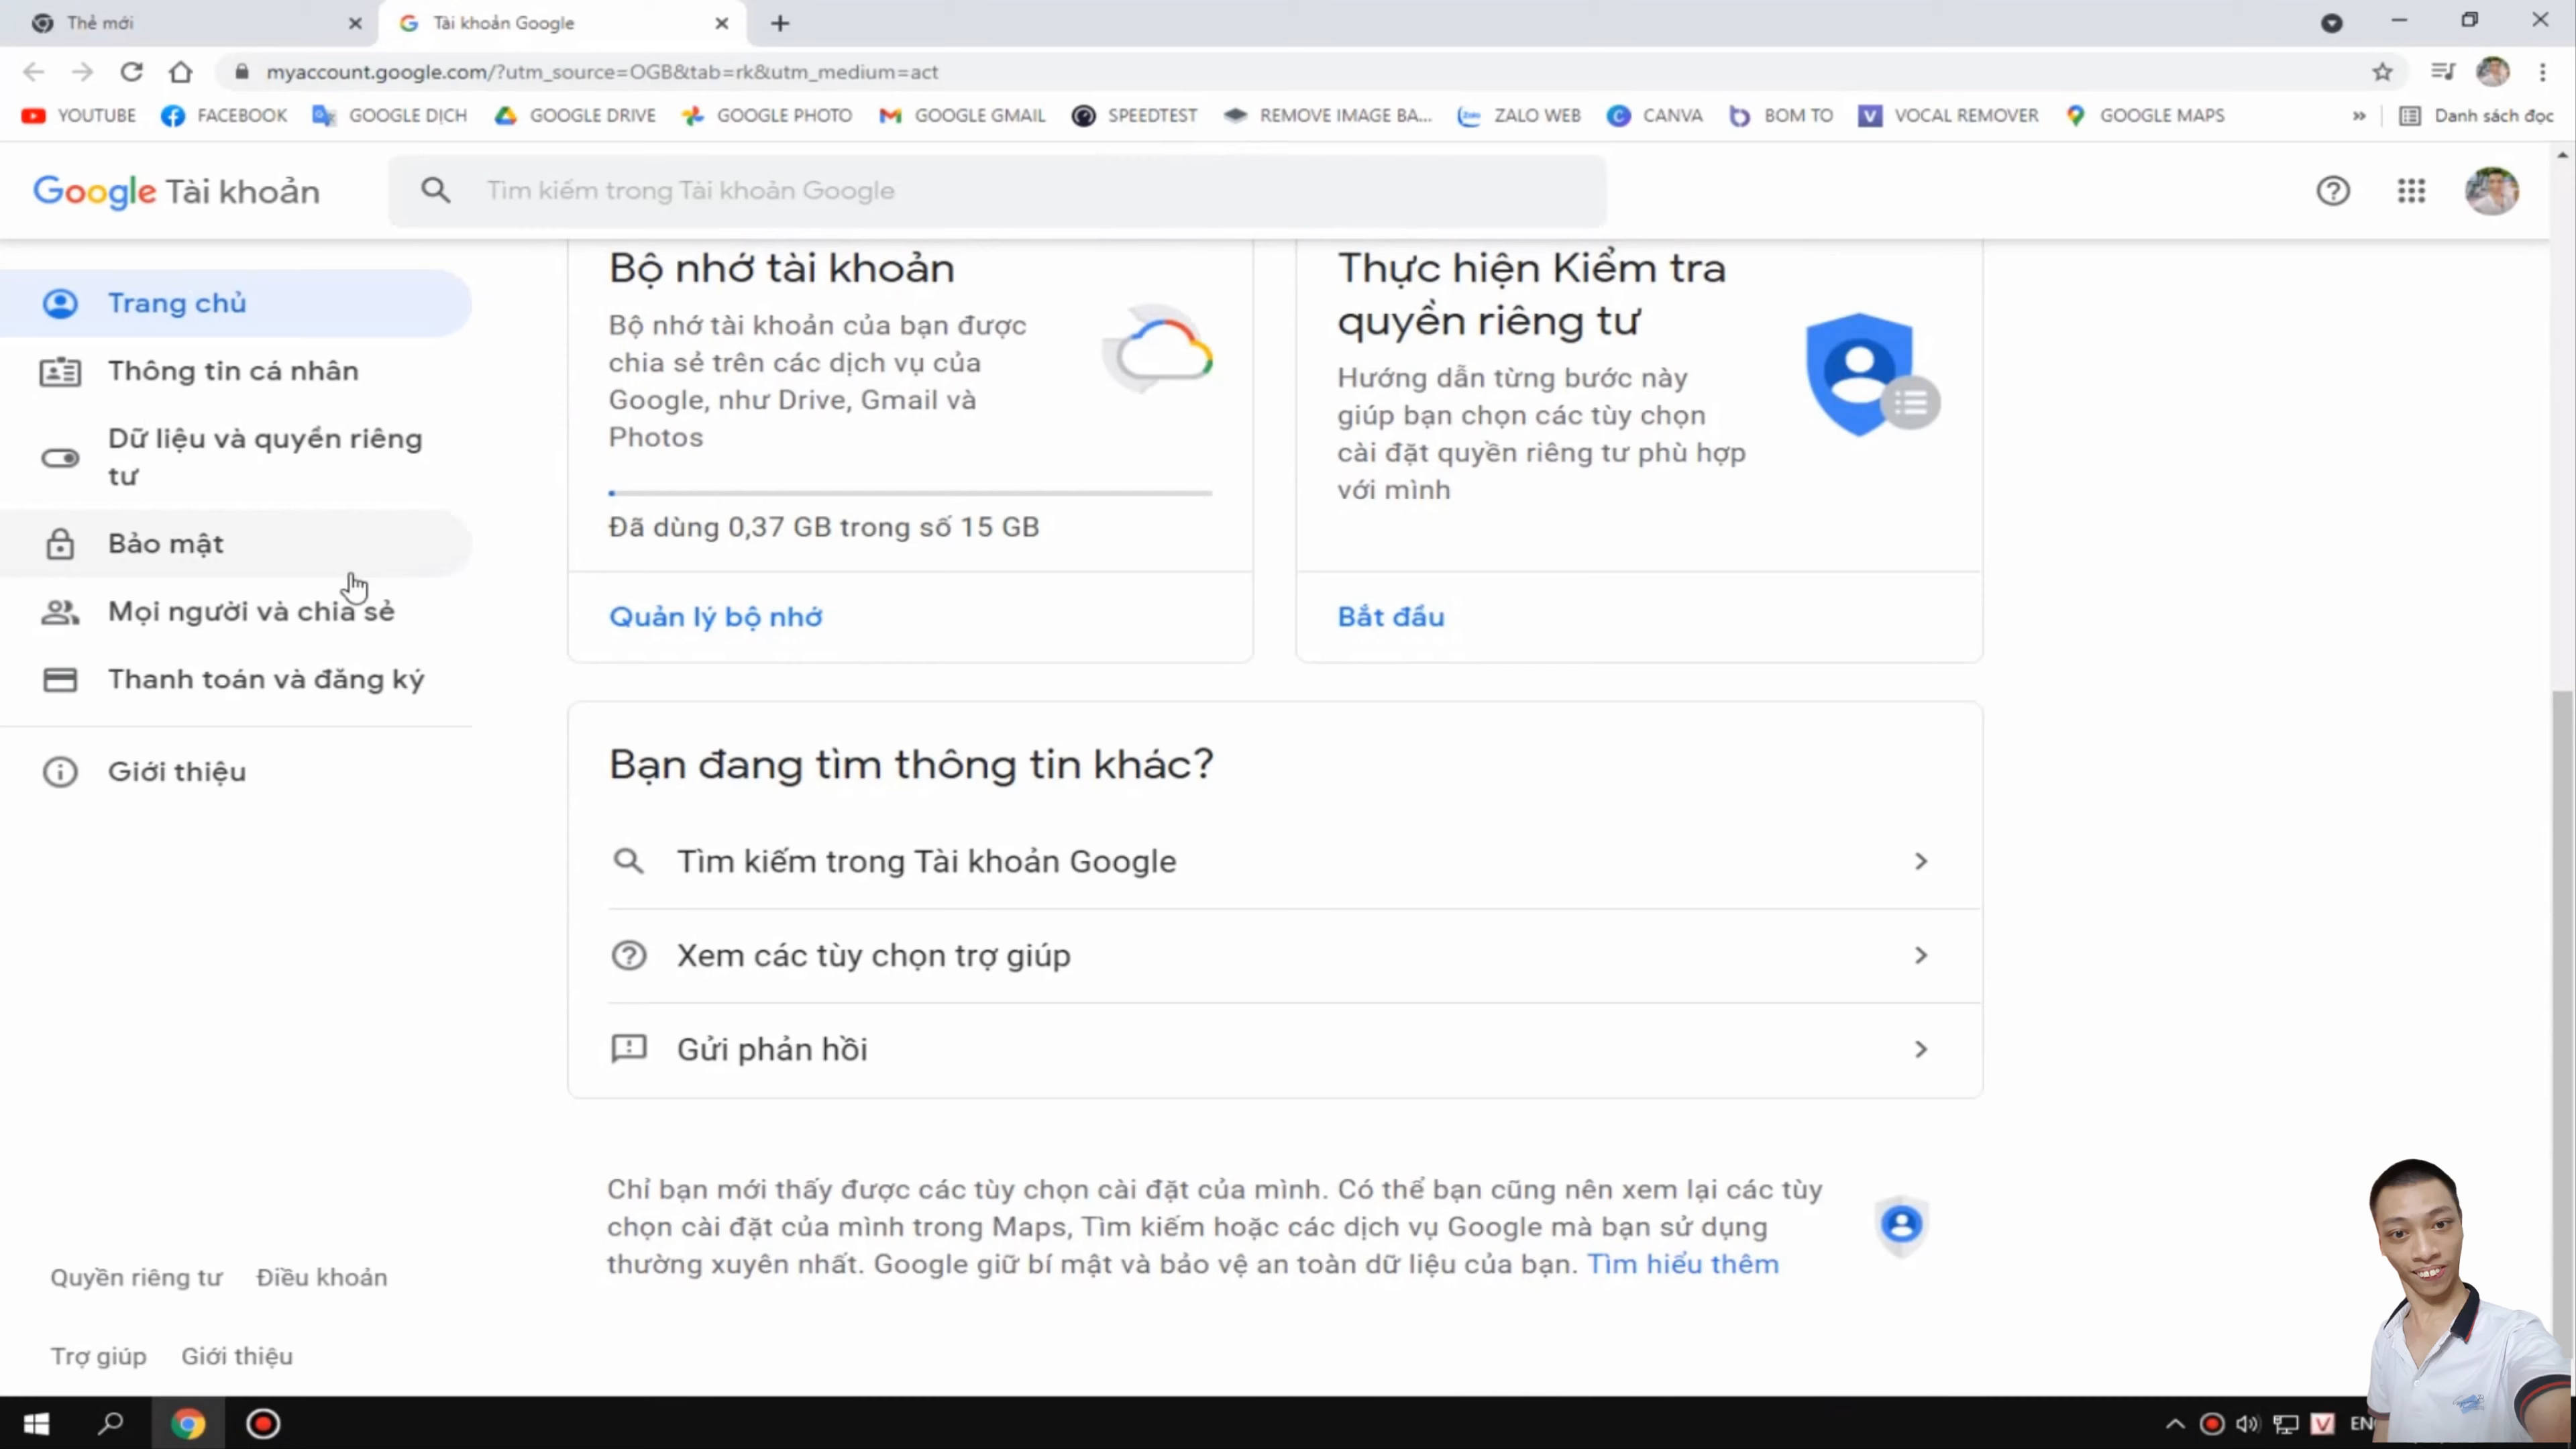 Thẻ mới
Tài khoản Google
myaccount.google.com/?utm_source=OGB&tab=rk&utm_medium=act
YOUTUBE FACEBOOK GOOGLE DỊCH GOOGLE DRIVE GOOGLE PHOTO GOOGLE GMAIL SPEEDTEST REMOVE IMAGE BA... ZALO WEB CANVA BOM TO VOCAL REMOVER GOOGLE MAPS » Danh sách đọc
Google Tài khoản
Tìm kiếm trong Tài khoản Google
Trang chủ
Thông tin cá nhân
Dữ liệu và quyền riêng
tư
Bảo mật
Mọi người và chia sẻ
Thanh toán và đăng ký
Giới thiệu
Bộ nhớ tài khoản
Bộ nhớ tài khoản của bạn được
chia sẻ trên các dịch vụ của
Google, như Drive, Gmail và
Photos
Đã dùng 0,37 GB trong số 15 GB
Quản lý bộ nhớ
Thực hiện Kiểm tra
quyền riêng tư
Hướng dẫn từng bước này
giúp bạn chọn các tùy chọn
cài đặt quyền riêng tư phù hợp
với mình
Bắt đầu
Bạn đang tìm thông tin khác?
Tìm kiếm trong Tài khoản Google
Xem các tùy chọn trợ giúp
Gửi phản hồi
Chỉ bạn mới thấy được các tùy chọn cài đặt của mình. Có thể bạn cũng nên xem lại các tùy
chọn cài đặt của mình trong Maps, Tìm kiếm hoặc các dịch vụ Google mà bạn sử dụng
thường xuyên nhất. Google giữ bí mật và bảo vệ an toàn dữ liệu của bạn. Tìm hiểu thêm
Quyền riêng tư Điều khoản
Trợ giúp Giới thiệu